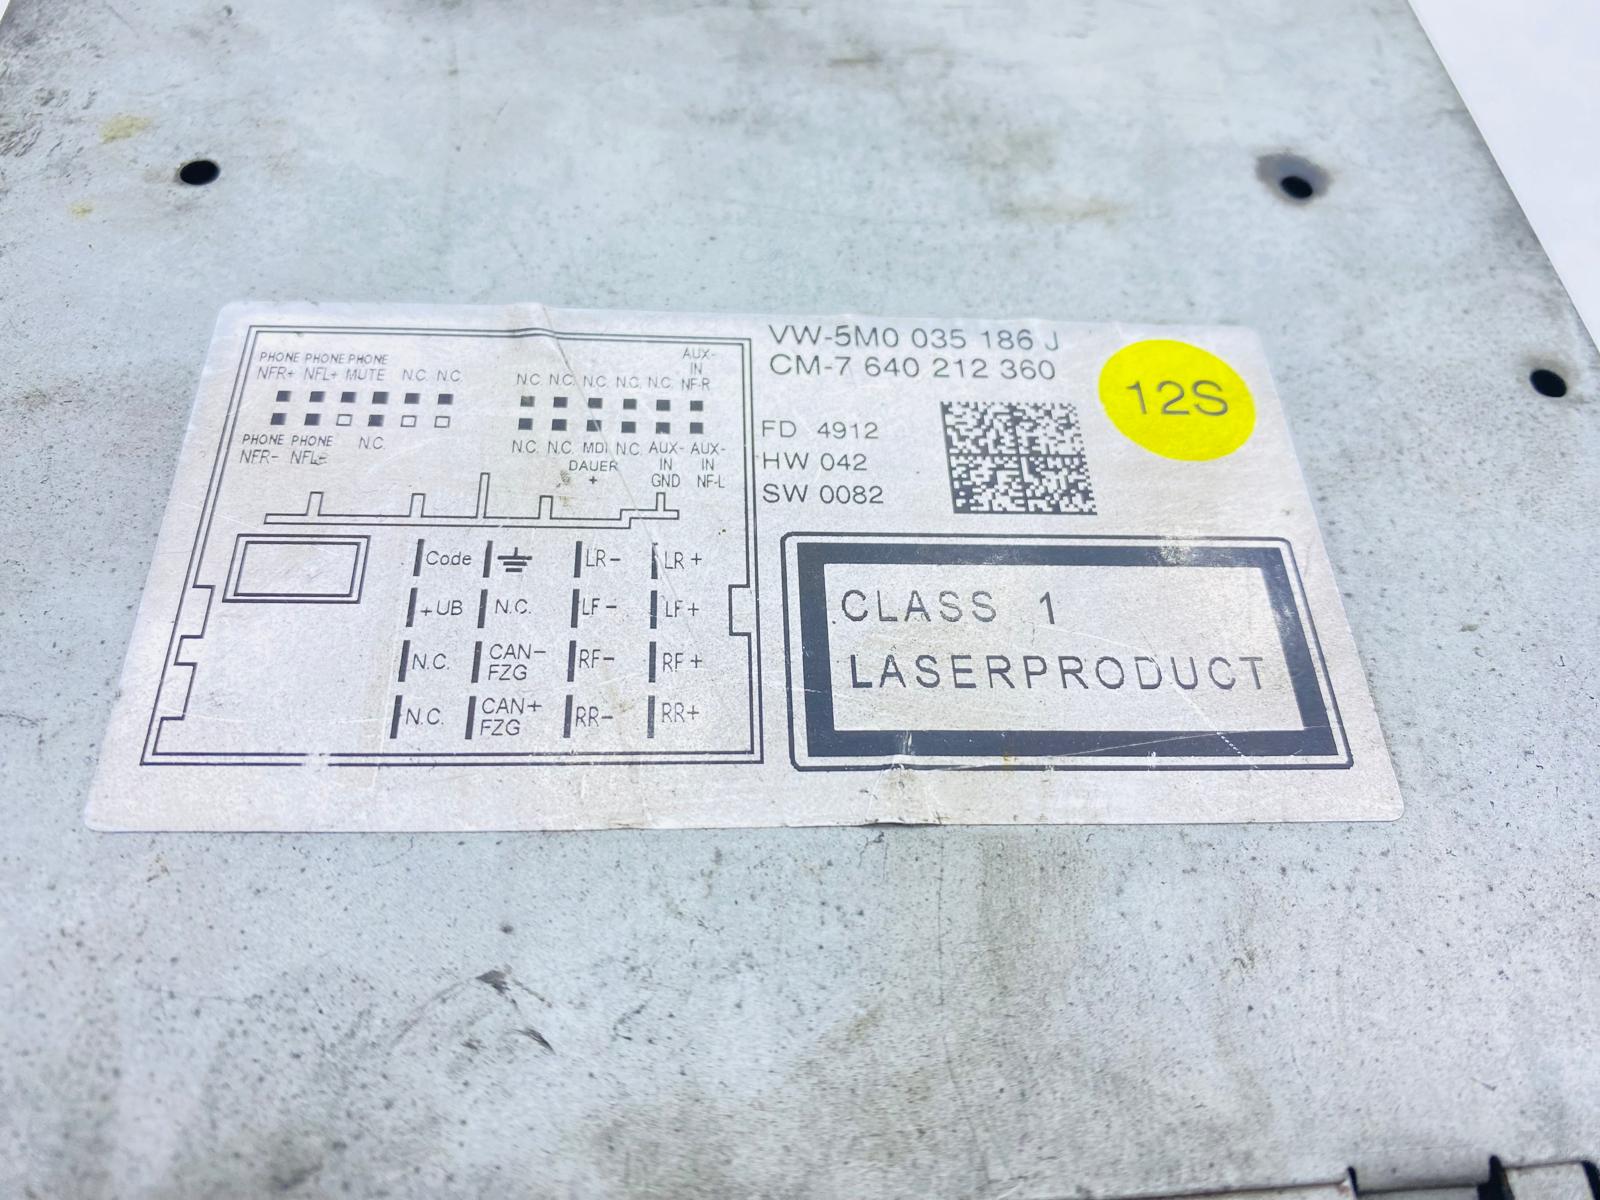 PHONE PHONE PHONE
NFR+ NFL+ MUTE N.C. N.C.
PHONE PHONE N.C.
NFR- NFL-
AUX-
IN
N.C. N.C. N.C. N.C. N.C. NF-R
N.C. N.C. MDI N.C. AUX- AUX-
DAUER IN IN
+ GND NF-L
Code LR- LR+
+UB N.C. LF- LF+
N.C. CAN- RF- RF+
FZG
N.C. CAN+ RR- RR+
FZG
VW-5M0 035 186 J
CM-7 640 212 360
FD 4912
HW 042
SW 0082
12S
CLASS 1
LASERPRODUCT